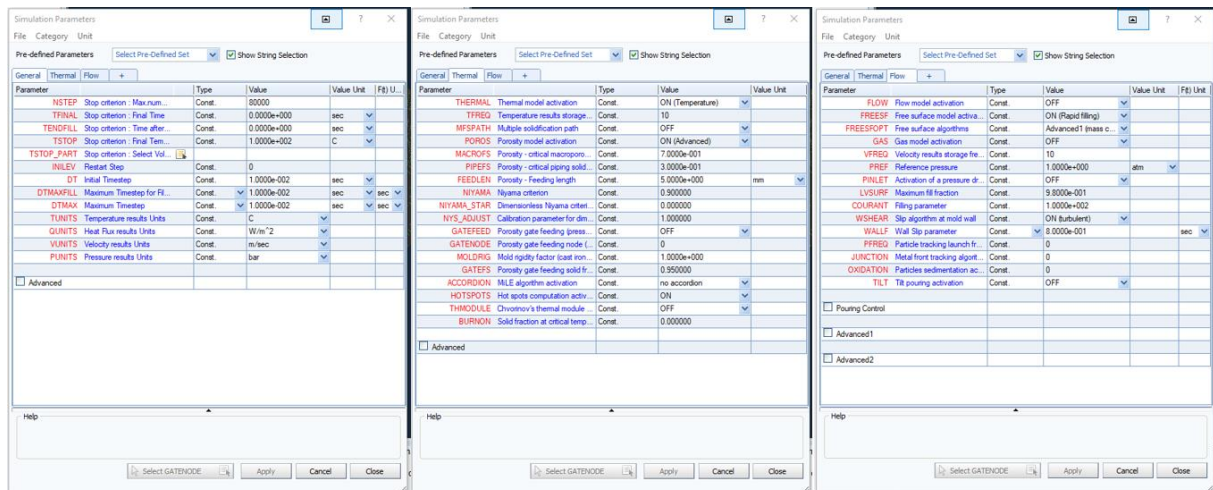 Simulation Parameters ? ×
File Category Unit
Pre-defined Parameters Select Pre-Defined Set Show String Selection
General Thermal Flow +
Parameter Type Value Value Unit F(t) U...
NSTEP Stop criterion : Max.num... Const. 80000
TFINAL Stop criterion : Final Time Const. 0.0000e+000 sec
TENDFILL Stop criterion : Time after... Const. 0.0000e+000 sec
TSTOP Stop criterion : Final Tem... Const. 1.0000e+002 C
TSTOP_PART Stop criterion : Select Vol...
INILEV Restart Step Const. 0
DT Initial Timestep Const. 1.0000e-002 sec
DTMAXFILL Maximum Timestep for Fil... Const. 1.0000e-002 sec sec
DTMAX Maximum Timestep Const. 1.0000e-002 sec sec
TUNITS Temperature results Units Const. C
QUNITS Heat Flux results Units Const. W/m^2
VUNITS Velocity results Units Const. m/sec
PUNITS Pressure results Units Const. bar
Advanced
Help
Select GATENODE Apply Cancel Close
Simulation Parameters ? ×
File Category Unit
Pre-defined Parameters Select Pre-Defined Set Show String Selection
General Thermal Flow +
Parameter Type Value Value Unit
THERMAL Thermal model activation Const. ON (Temperature)
TFREQ Temperature results storage... Const. 10
MFSPATH Multiple solidification path Const. OFF
POROS Porosity model activation Const. ON (Advanced)
MACROFS Porosity - critical macroporo... Const. 7.0000e-001
PIPEFS Porosity - critical piping solid... Const. 3.0000e-001
FEEDLEN Porosity - Feeding length Const. 5.0000e+000 mm
NIYAMA Niyama criterion Const. 0.900000
NIYAMA_STAR Dimensionless Niyama criteri... Const. 0.000000
NYS_ADJUST Calibration parameter for dim... Const. 1.000000
GATEFEED Porosity gate feeding (press... Const. OFF
GATENODE Porosity gate feeding node (... Const. 0
MOLDRIG Mold rigidity factor (cast iron... Const. 1.0000e+000
GATEFS Porosity gate feeding solid fr... Const. 0.950000
ACCORDION MiLE algorithm activation Const. no accordion
HOTSPOTS Hot spots computation activ... Const. ON
THMODULE Chvorinov's thermal module ... Const. OFF
BURNON Solid fraction at critical temp... Const. 0.000000
Advanced
Help
Select GATENODE Apply Cancel Close
Simulation Parameters ? ×
File Category Unit
Pre-defined Parameters Select Pre-Defined Set Show String Selection
General Thermal Flow +
Parameter Type Value Value Unit F(t) Unit
FLOW Flow model activation Const. OFF
FREESF Free surface model activa... Const. ON (Rapid filling)
FREESFOPT Free surface algorithms Const. Advanced1 (mass c...
GAS Gas model activation Const. OFF
VFREQ Velocity results storage fre... Const. 10
PREF Reference pressure Const. 1.0000e+000 atm
PINLET Activation of a pressure dr... Const. OFF
LVSURF Maximum fill fraction Const. 9.8000e-001
COURANT Filling parameter Const. 1.0000e+002
WSHEAR Slip algorithm at mold wall Const. ON (turbulent)
WALLF Wall Slip parameter Const. 8.0000e-001 sec
PFREQ Particle tracking launch fr... Const. 0
JUNCTION Metal front tracking algorit... Const. 0
OXIDATION Particles sedimentation ac... Const. 0
TILT Tilt pouring activation Const. OFF
Pouring Control
Advanced1
Advanced2
Help
Select GATENODE Apply Cancel Close